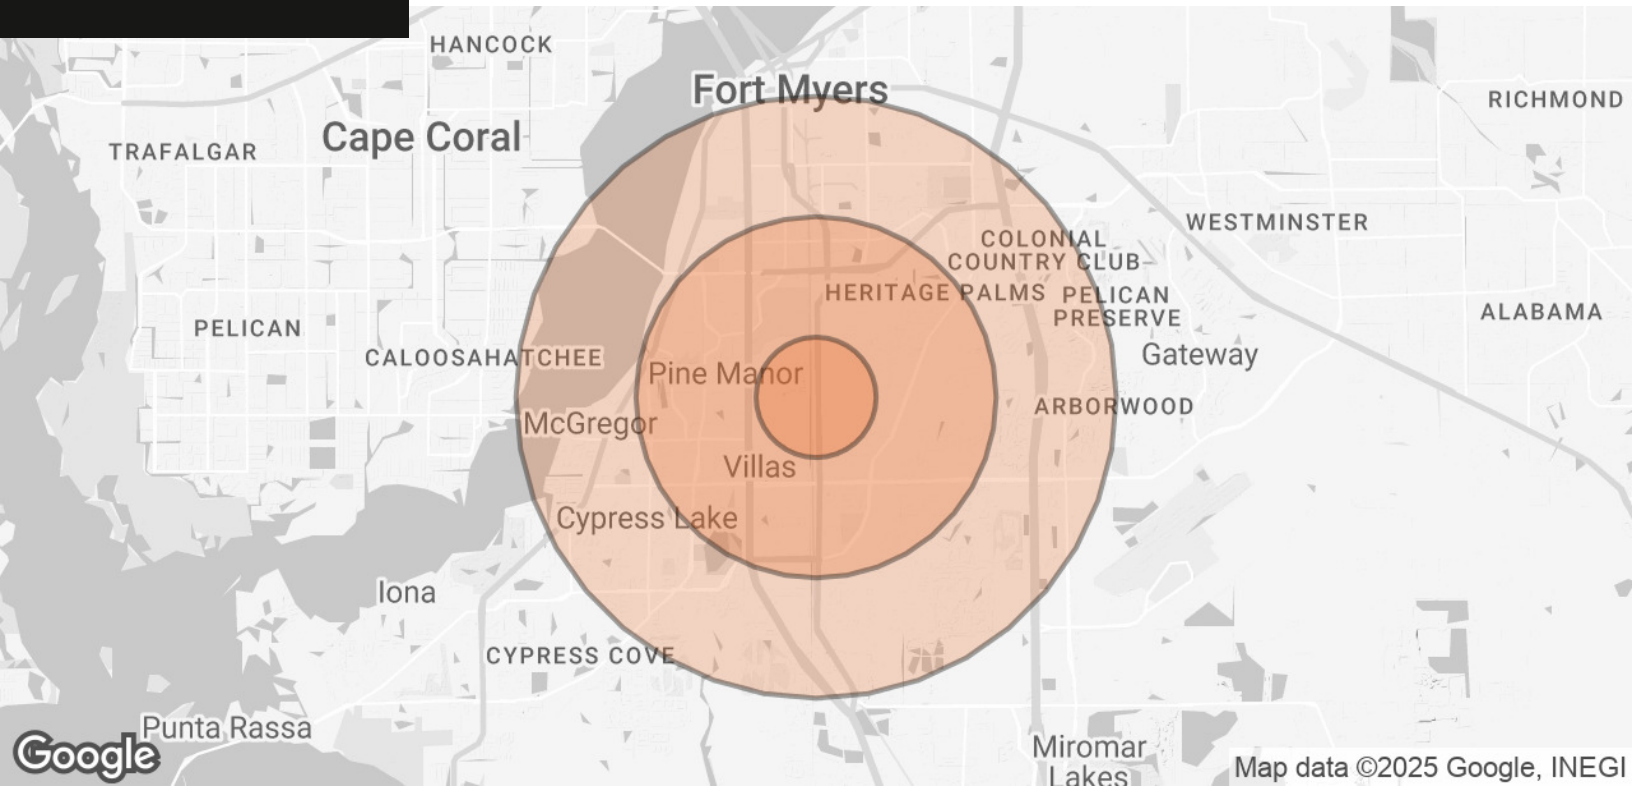 HANCOCK
Fort Myers
RICHMOND
Cape Coral
TRAFALGAR
WESTMINSTER
COLONIAL
COUNTRY CLUB
HERITAGE PALMS
PELICAN
PRESERVE
ALABAMA
PELICAN
CALOOSAHATCHEE
Gateway
Pine Manor
ARBORWOOD
McGregor
Villas
Cypress Lake
Iona
CYPRESS COVE
Punta Rassa
Miromar
Lakes
Google
Map data ©2025 Google, INEGI